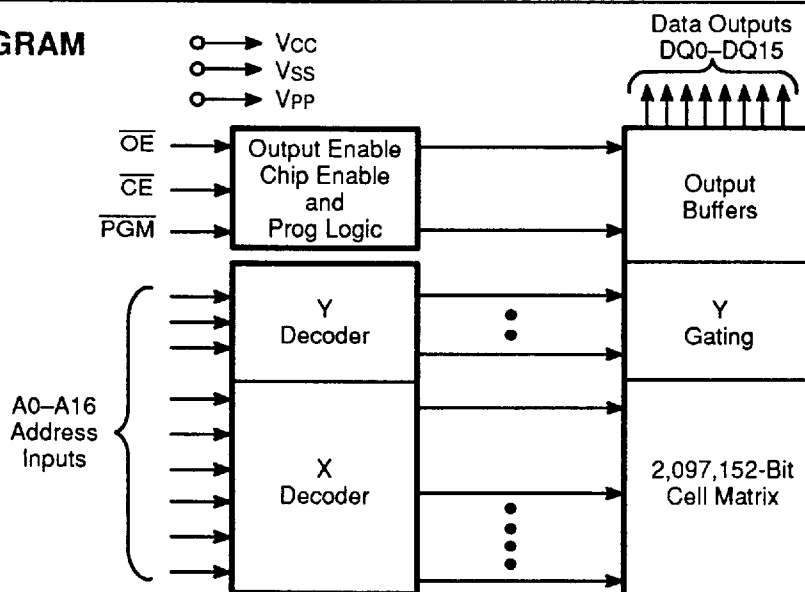 GRAM
VCC
VSS
VPP
Data Outputs
DQ0–DQ15
OE
CE
PGM
Output Enable
Chip Enable
and
Prog Logic
Output
Buffers
Y
Decoder
Y
Gating
A0–A16
Address
Inputs
X
Decoder
2,097,152-Bit
Cell Matrix